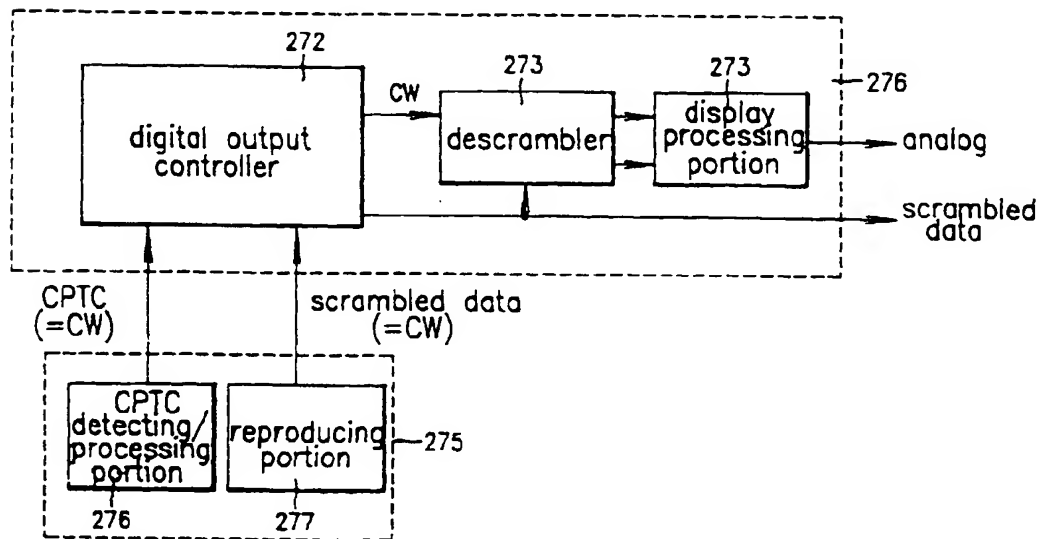 272
digital output
controller
CW
273
descrambler
273
display
processing
portion
276
analog
scrambled
data
CPTC
(=CW)
scrambled data
(=CW)
CPTC
detecting/
processing
portion
276
reproducing
portion
277
275